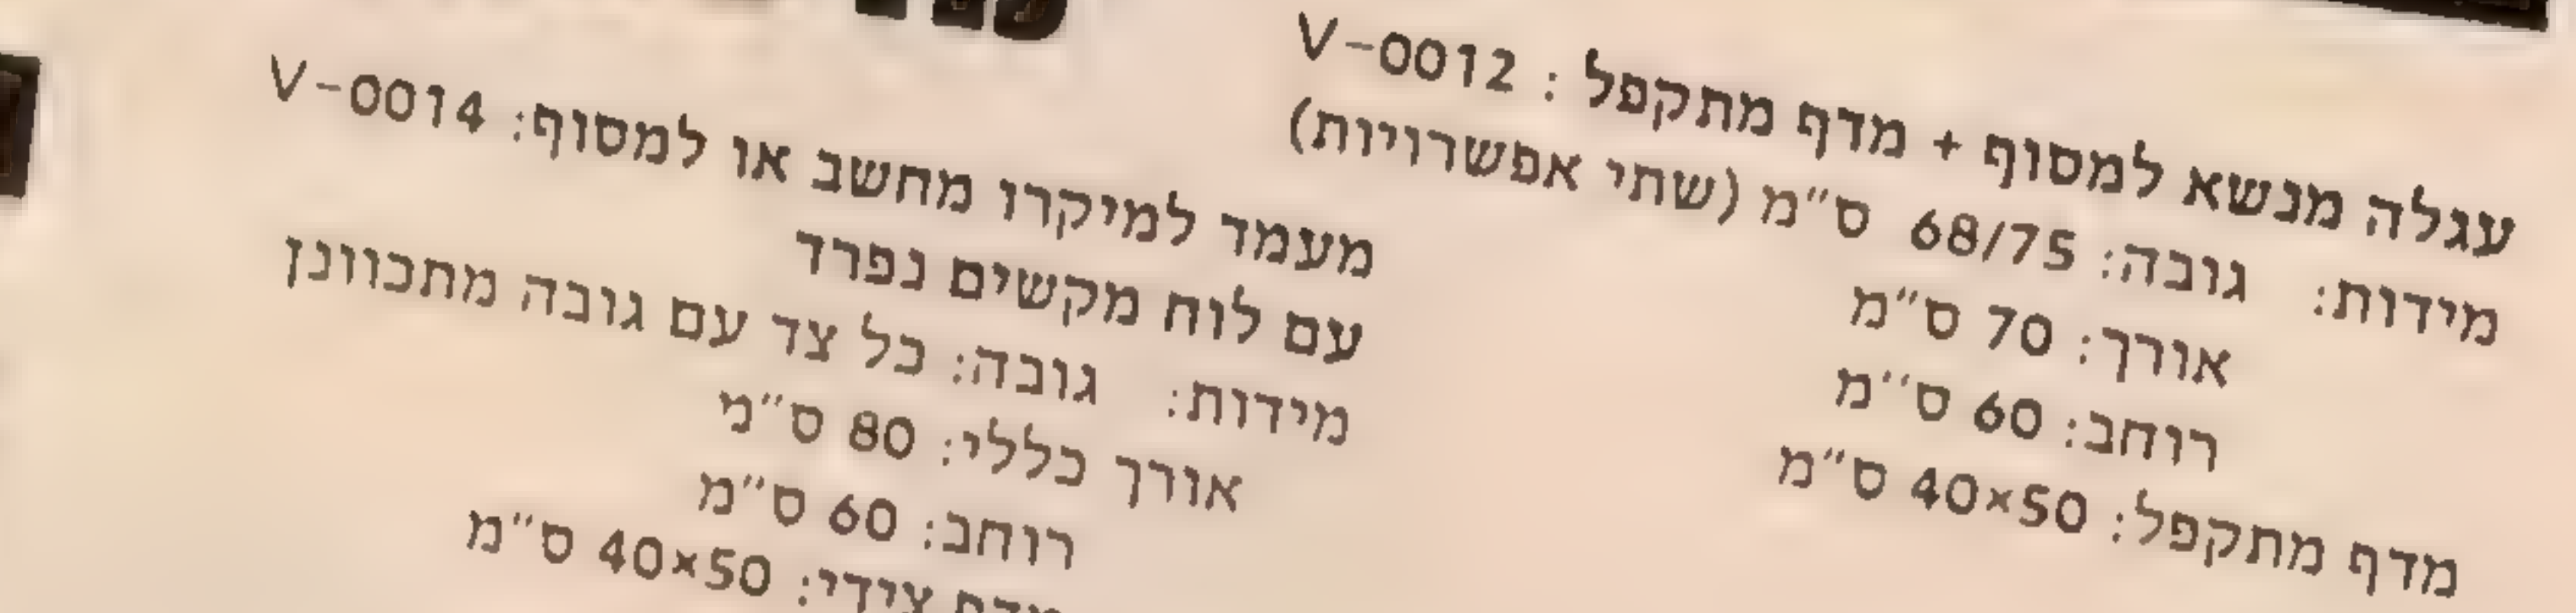 עגלה מנשא למסוף + מדף מתקפל : V-0012
מידות: גובה: 68/75 ס״מ (שתי אפשרויות)
אורך: 70 ס״מ
רוחב: 60 ס״מ
מדף מתקפל: 40×50 ס״מ
מעמד למיקרו מחשב או למסוף: V-0014
עם לוח מקשים נפרד
מידות: גובה: כל צד עם גובה מתכוונן
אורך כללי: 80 ס״מ
רוחב: 60 ס״מ
מדף צידי: 40×50 ס״מ